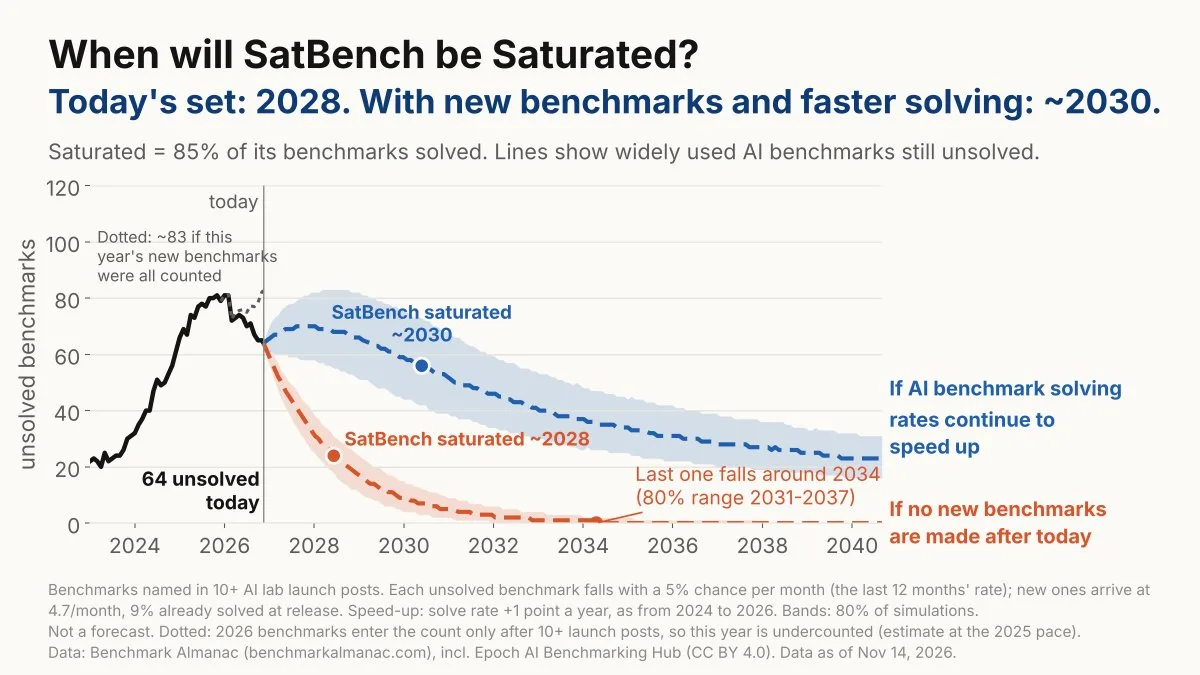 When will SatBench be Saturated?
Today's set: 2028. With new benchmarks and faster solving: ~2030.
Saturated = 85% of its benchmarks solved. Lines show widely used AI benchmarks still unsolved.
unsolved benchmarks
120
100
80
60
40
20
0
today
Dotted: ~83 if this
year's new benchmarks
were all counted
SatBench saturated
~2030
SatBench saturated ~2028
64 unsolved
today
Last one falls around 2034
(80% range 2031-2037)
If AI benchmark solving
rates continue to
speed up
If no new benchmarks
are made after today
2024 2026 2028 2030 2032 2034 2036 2038 2040
Benchmarks named in 10+ AI lab launch posts. Each unsolved benchmark falls with a 5% chance per month (the last 12 months' rate); new ones arrive at
4.7/month, 9% already solved at release. Speed-up: solve rate +1 point a year, as from 2024 to 2026. Bands: 80% of simulations.
Not a forecast. Dotted: 2026 benchmarks enter the count only after 10+ launch posts, so this year is undercounted (estimate at the 2025 pace).
Data: Benchmark Almanac (benchmarkalmanac.com), incl. Epoch AI Benchmarking Hub (CC BY 4.0). Data as of Nov 14, 2026.